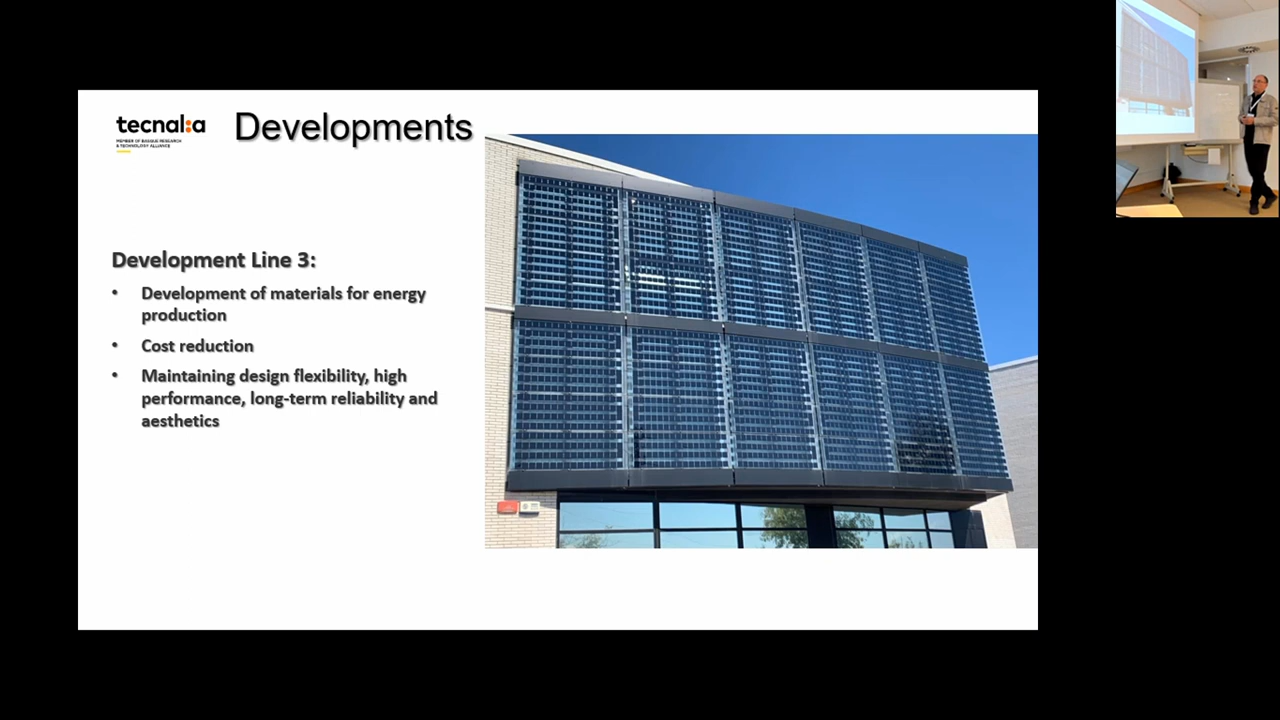 tecnal:a
MEMBER OF BASQUE RESEARCH
& TECHNOLOGY ALLIANCE
Developments
Development Line 3:
• Development of materials for energy
production
• Cost reduction
• Maintaining design flexibility, high
performance, long-term reliability and
aesthetics